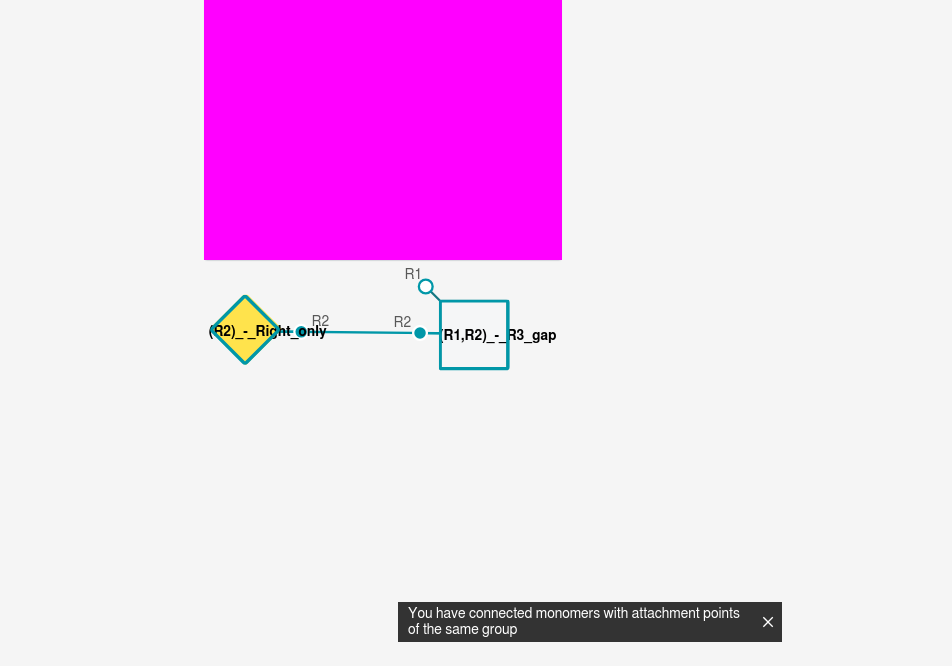 R1
R2
R2
(R2)_-_Right_only
(R1,R2)_-_R3_gap
You have connected monomers with attachment points
of the same group